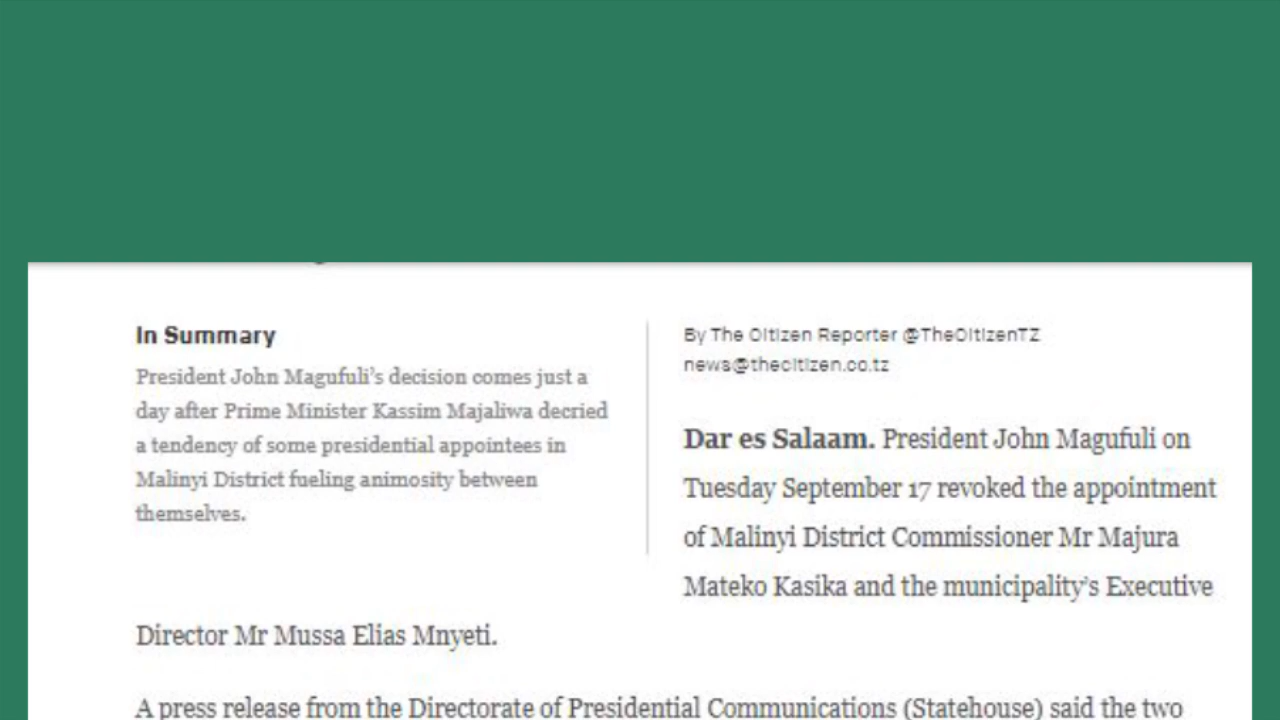 In Summary
President John Magufuli’s decision comes just a
day after Prime Minister Kassim Majaliwa decried
a tendency of some presidential appointees in
Malinyi District fueling animosity between
themselves.
By The Citizen Reporter @TheCitizenTZ
news@thecitizen.co.tz
Dar es Salaam. President John Magufuli on
Tuesday September 17 revoked the appointment
of Malinyi District Commissioner Mr Majura
Mateko Kasika and the municipality’s Executive
Director Mr Mussa Elias Mnyeti.
A press release from the Directorate of Presidential Communications (Statehouse) said the two